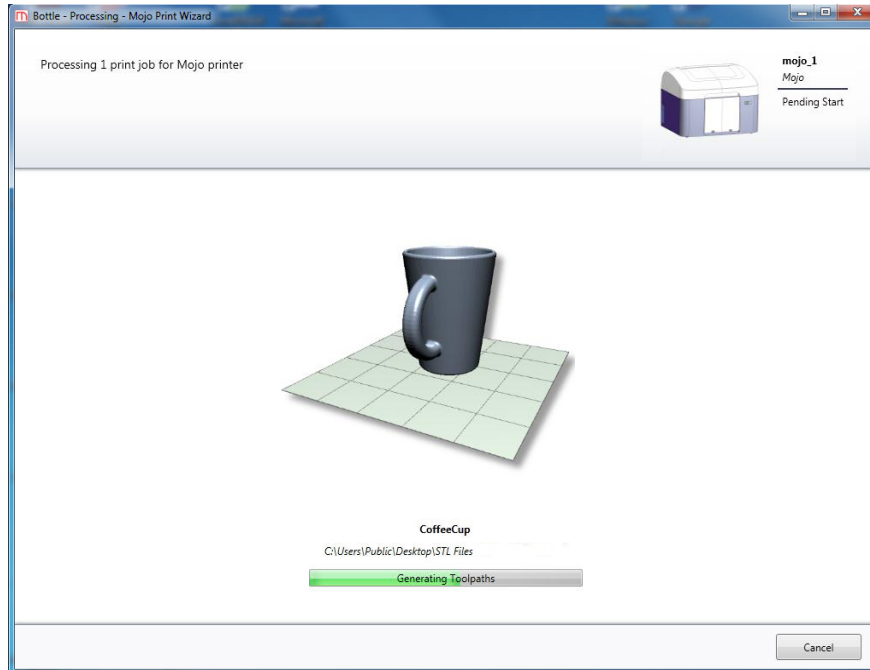 Bottle - Processing - Mojo Print Wizard
Processing 1 print job for Mojo printer
mojo_1
Mojo
Pending Start
CoffeeCup
C:\Users\Public\Desktop\STL Files
Generating Toolpaths
Cancel